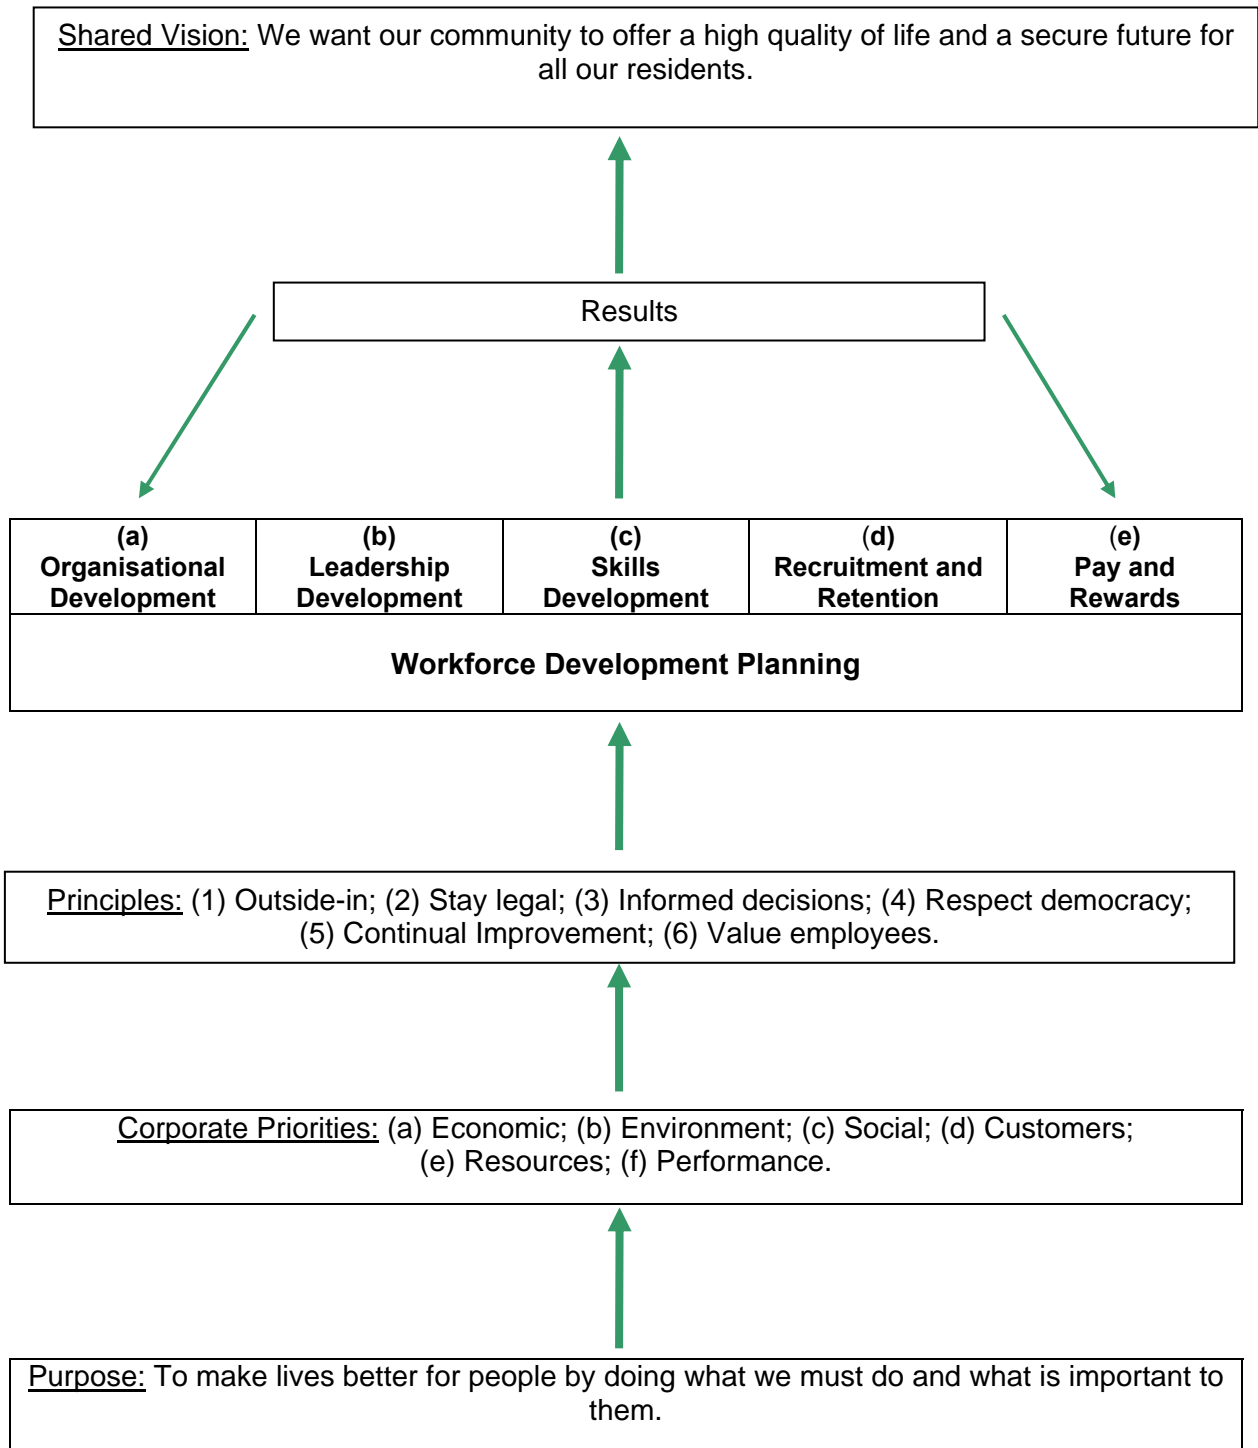 Shared Vision: We want our community to offer a high quality of life and a secure future for
all our residents.
Results
(a)
Organisational
Development
(b)
Leadership
Development
(c)
Skills
Development
(d)
Recruitment and
Retention
(e)
Pay and
Rewards
Workforce Development Planning
Principles: (1) Outside-in; (2) Stay legal; (3) Informed decisions; (4) Respect democracy;
(5) Continual Improvement; (6) Value employees.
Corporate Priorities: (a) Economic; (b) Environment; (c) Social; (d) Customers;
(e) Resources; (f) Performance.
Purpose: To make lives better for people by doing what we must do and what is important to
them.